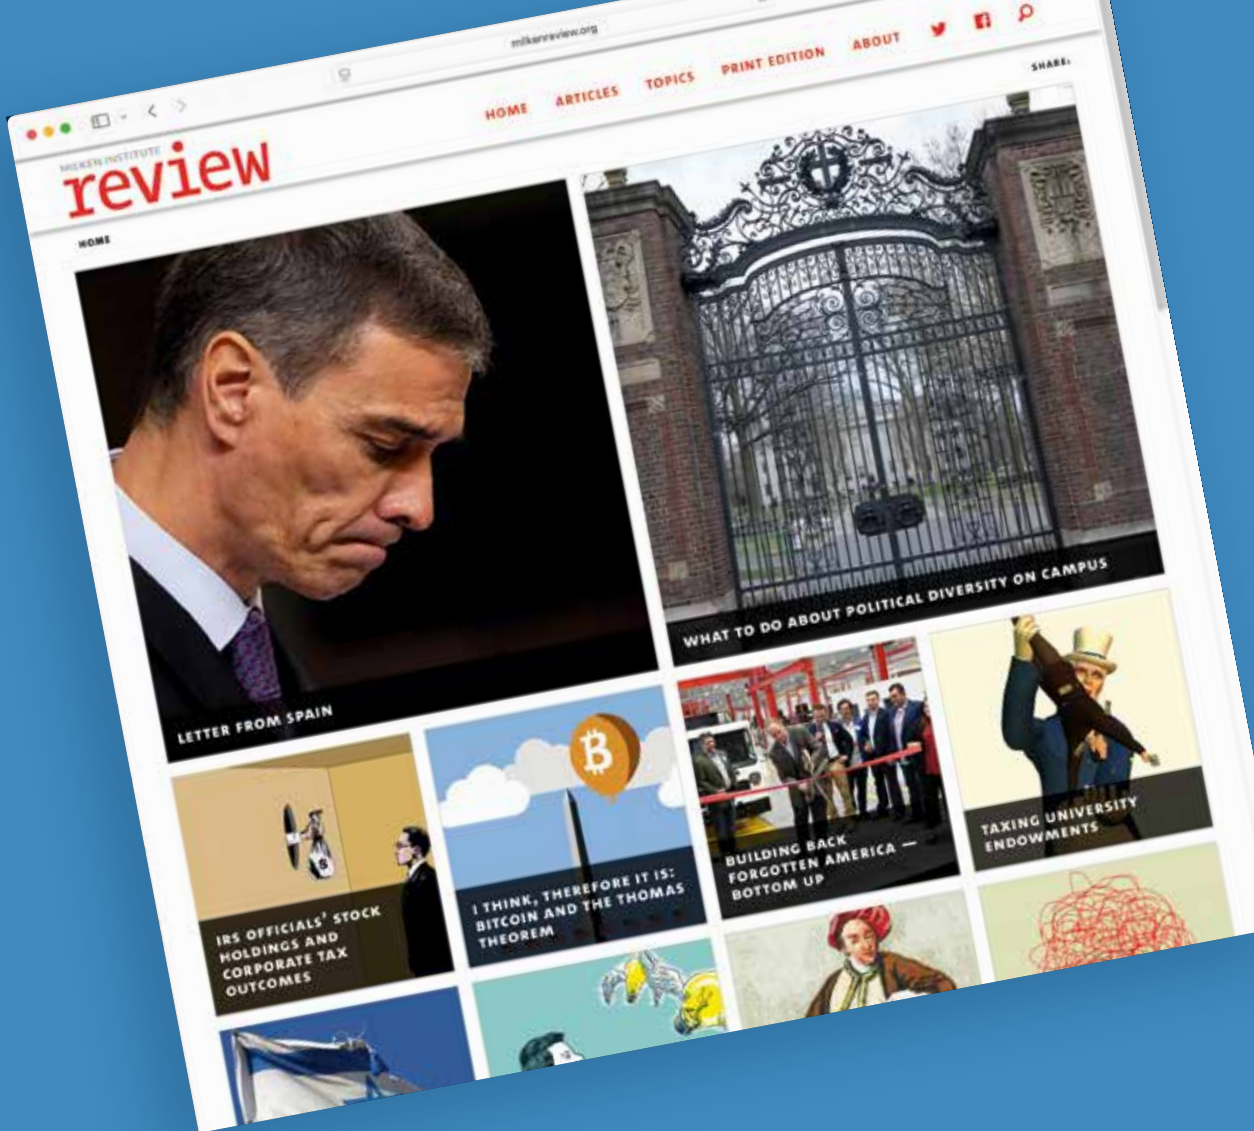 milkenreview.org
MILKEN INSTITUTE
review
HOME
ARTICLES
TOPICS
PRINT EDITION
ABOUT
SHARE:
HOME
LETTER FROM SPAIN
WHAT TO DO ABOUT POLITICAL DIVERSITY ON CAMPUS
IRS OFFICIALS' STOCK
HOLDINGS AND
CORPORATE TAX
OUTCOMES
B
I THINK, THEREFORE IT IS:
BITCOIN AND THE THOMAS
THEOREM
BUILDING BACK
FORGOTTEN AMERICA —
BOTTOM UP
TAXING UNIVERSITY
ENDOWMENTS
$